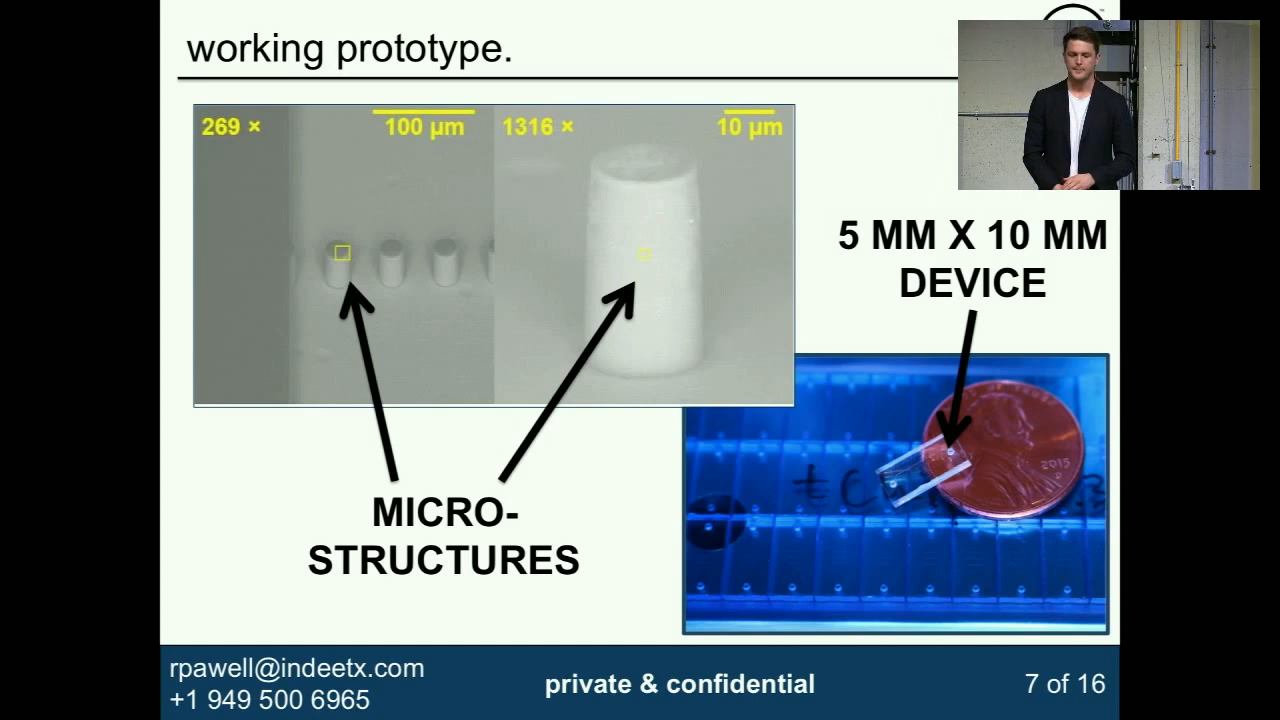 working prototype.
269 ×
100 µm
1316 ×
10 µm
5 MM X 10 MM
DEVICE
2015
D
MICRO-
STRUCTURES
rpawell@indeetx.com
+1 949 500 6965
private & confidential
7 of 16